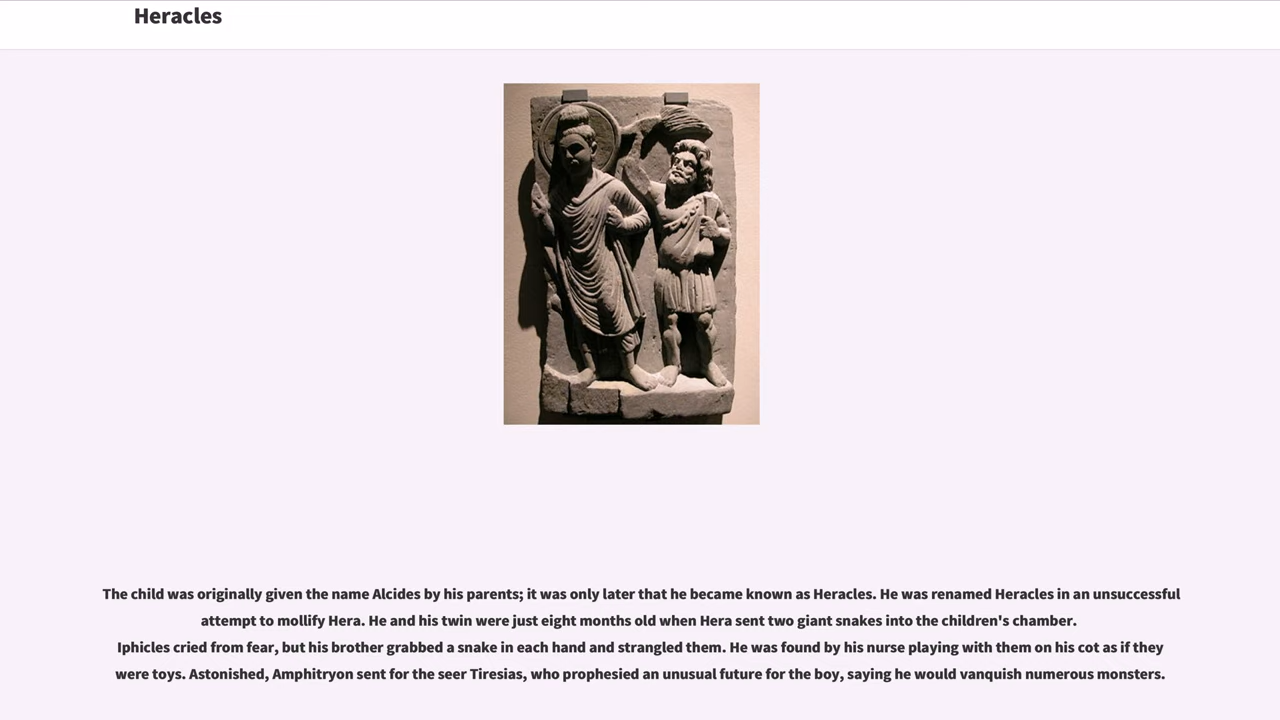 Heracles
The child was originally given the name Alcides by his parents; it was only later that he became known as Heracles. He was renamed Heracles in an unsuccessful
attempt to mollify Hera. He and his twin were just eight months old when Hera sent two giant snakes into the children's chamber.
Iphicles cried from fear, but his brother grabbed a snake in each hand and strangled them. He was found by his nurse playing with them on his cot as if they
were toys. Astonished, Amphitryon sent for the seer Tiresias, who prophesied an unusual future for the boy, saying he would vanquish numerous monsters.